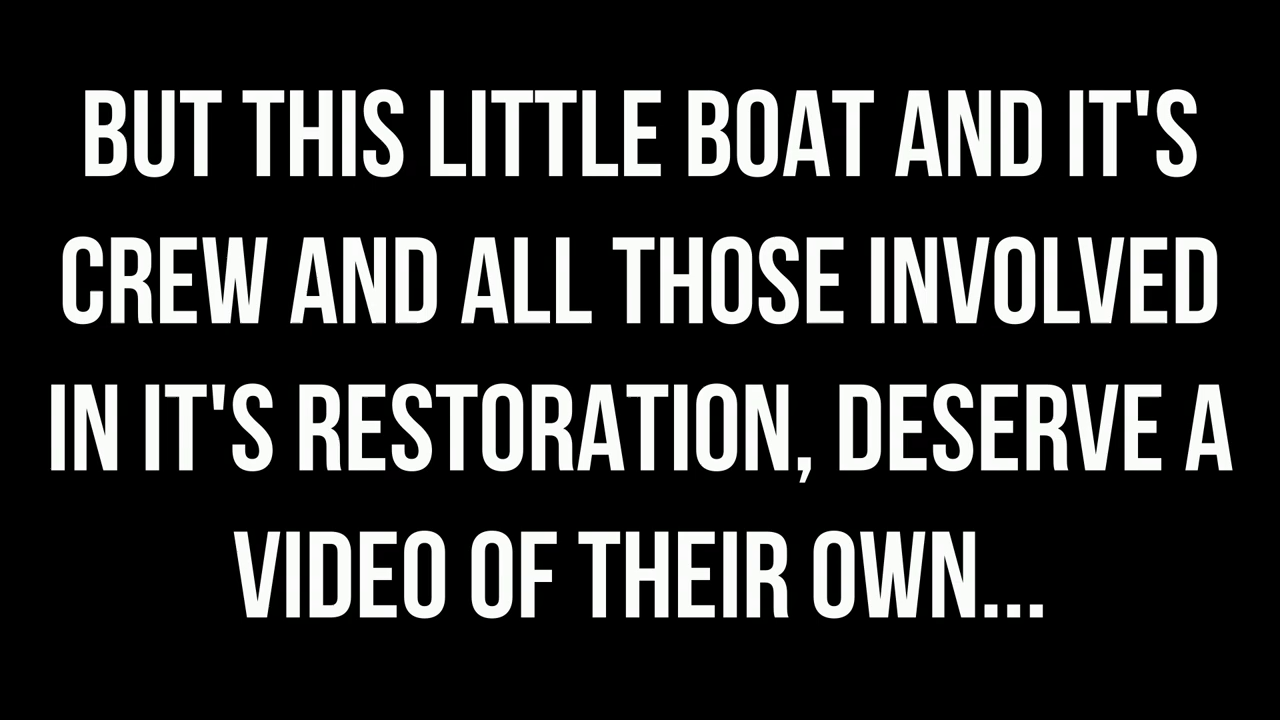 BUT THIS LITTLE BOAT AND IT'S
CREW AND ALL THOSE INVOLVED
IN IT'S RESTORATION, DESERVE A
VIDEO OF THEIR OWN...